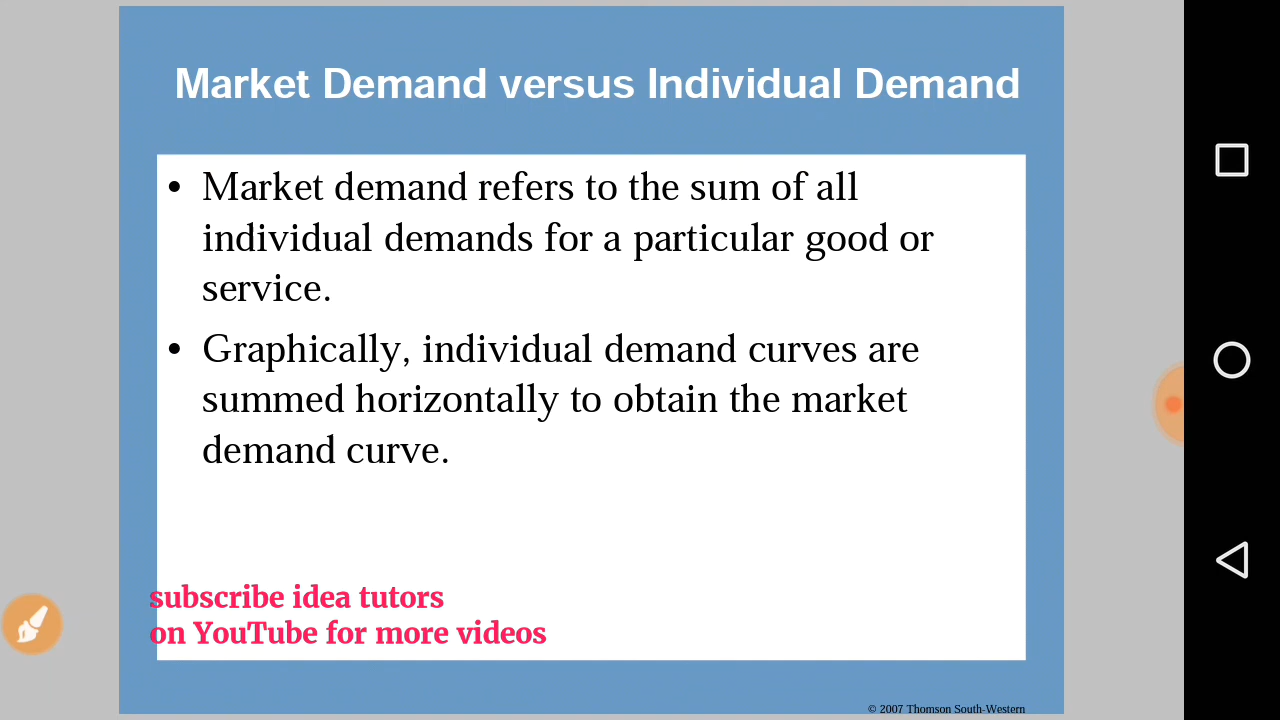 Market Demand versus Individual Demand
• Market demand refers to the sum of all
individual demands for a particular good or
service.
• Graphically, individual demand curves are
summed horizontally to obtain the market
demand curve.
subscribe idea tutors
on YouTube for more videos
© 2007 Thomson South-Western